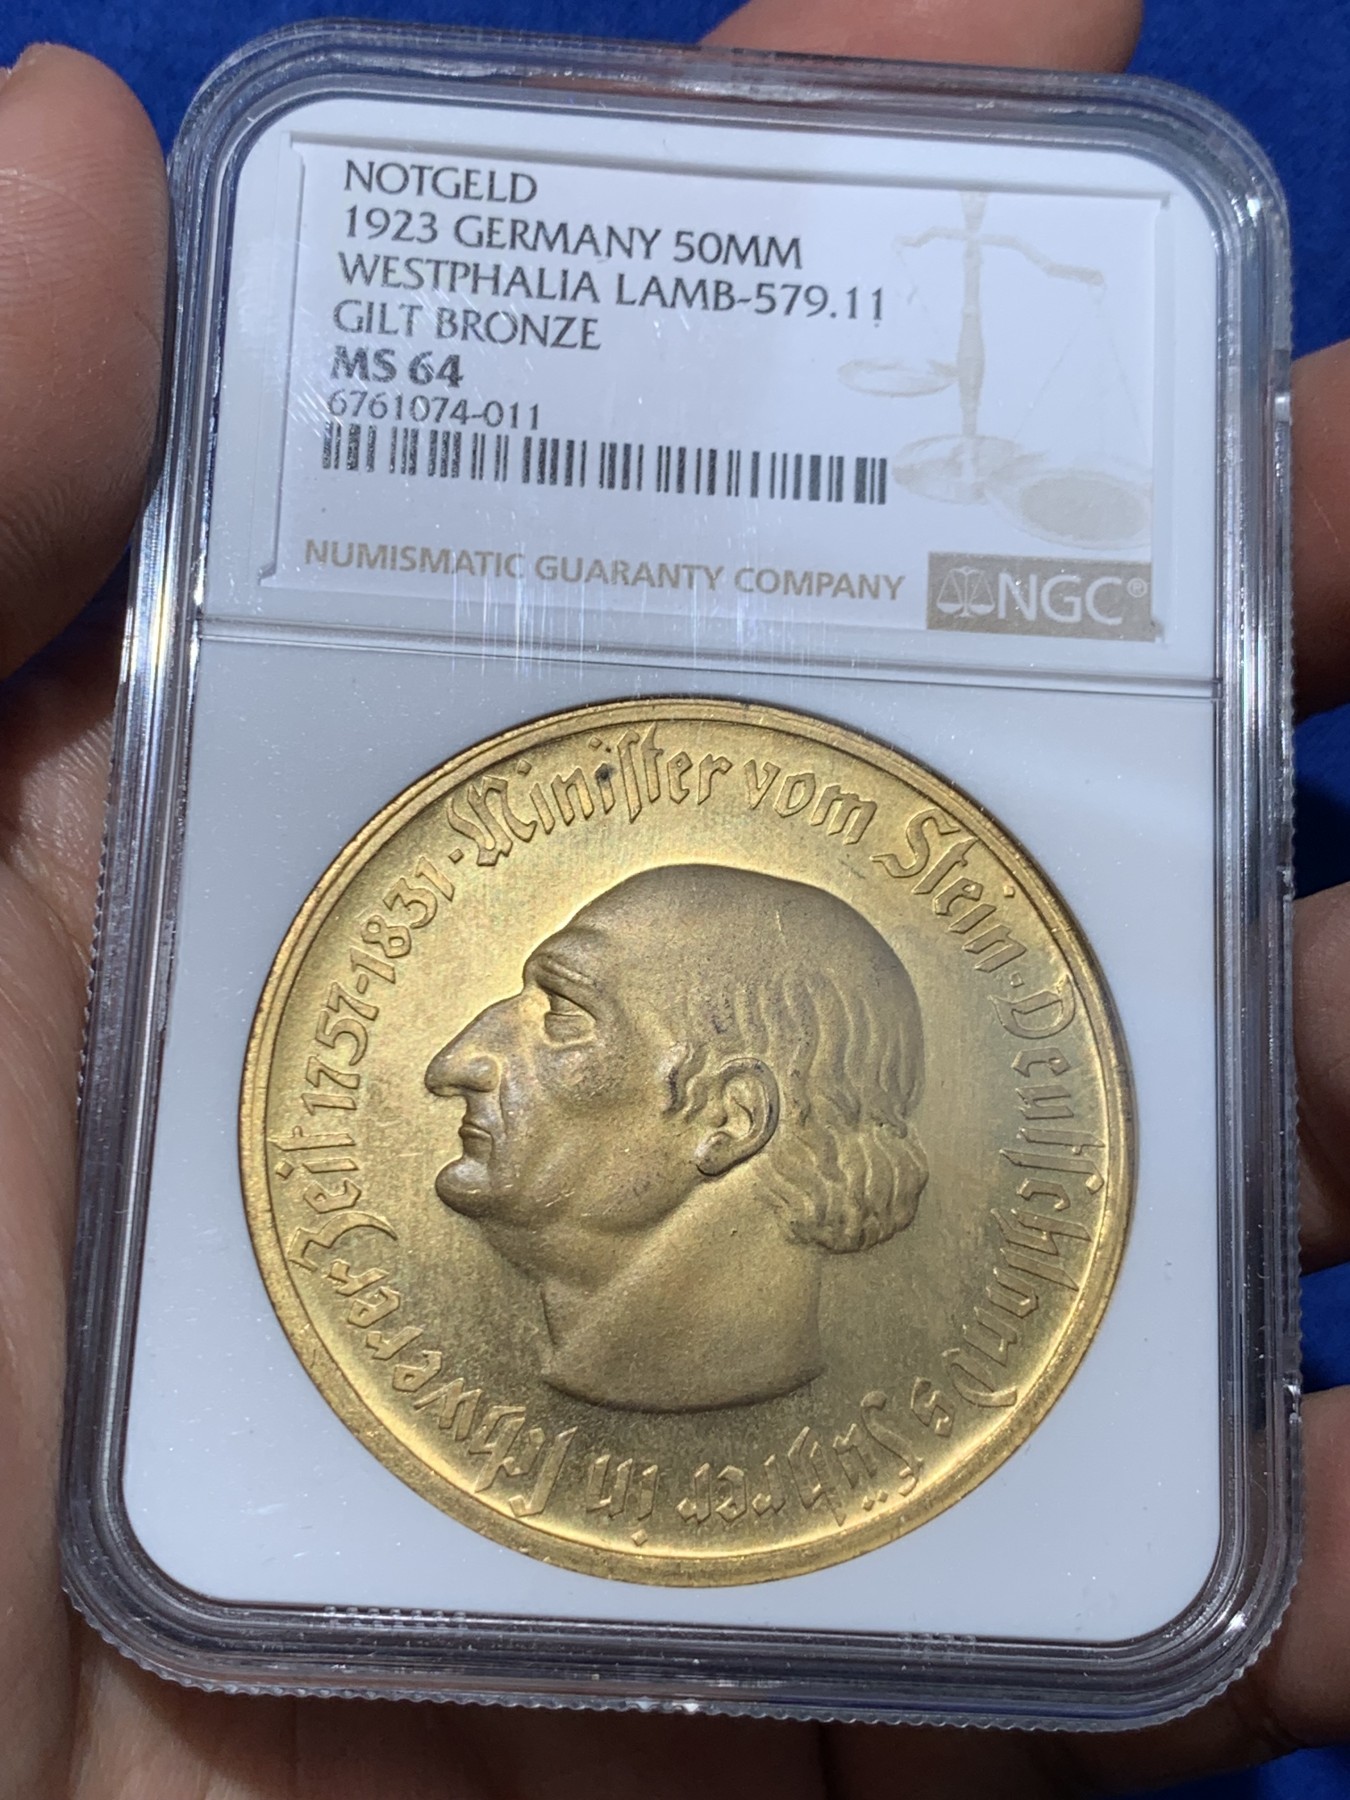 NOTGELD
1923 GERMANY 50MM
WESTPHALIA LAMB-579.11
GILT BRONZE
MS 64
6761074-011
NUMISMATIC GUARANTY COMPANY
NGC®
Minister vom Stein · Deutschlands Führer in schwerer Zeit 1757-1831 ·